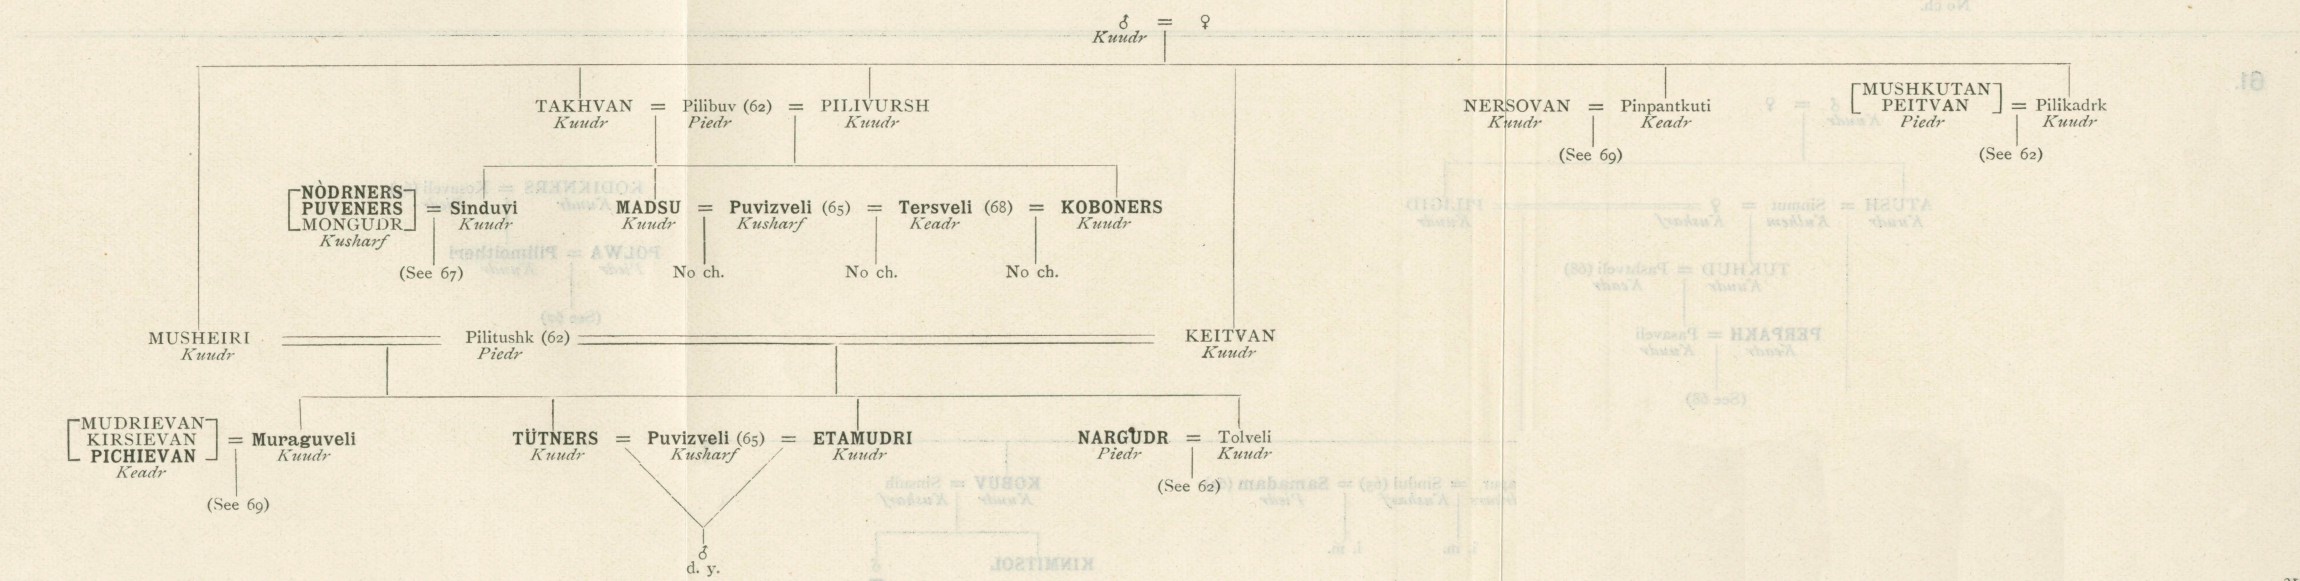 ♂ = ♀
Kuudr
TAKHVAN = Pilibuv (62) = PILIVURSH
Kuudr Piedr Kuudr
NERSOVAN = Pinpantkuti
Kuudr Keadr
(See 69)
MUSHKUTAN
PEITVAN = Pilikadrk
Piedr Kuudr
(See 62)
NÒDRNERS
PUVENERS = Sinduvi
MONGUDR Kuudr
Kusharf
(See 67)
MADSU = Puvizveli (65) = Tersveli (68) = KOBONERS
Kuudr Kusharf Keadr Kuudr
No ch. No ch. No ch.
MUSHEIRI = Pilitushk (62) = KEITVAN
Kuudr Piedr Kuudr
MUDRIEVAN
KIRSIEVAN = Muraguveli
PICHIEVAN Kuudr
Keadr
(See 69)
TÜTNERS = Puvizveli (65) = ETAMUDRI
Kuudr Kusharf Kuudr
NARGUDR = Tolveli
Piedr Kuudr
(See 62)
♂
d. y.